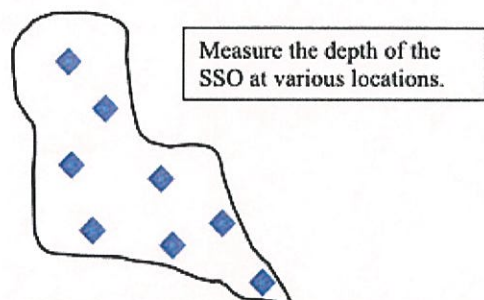 Measure the depth of the
SSO at various locations.